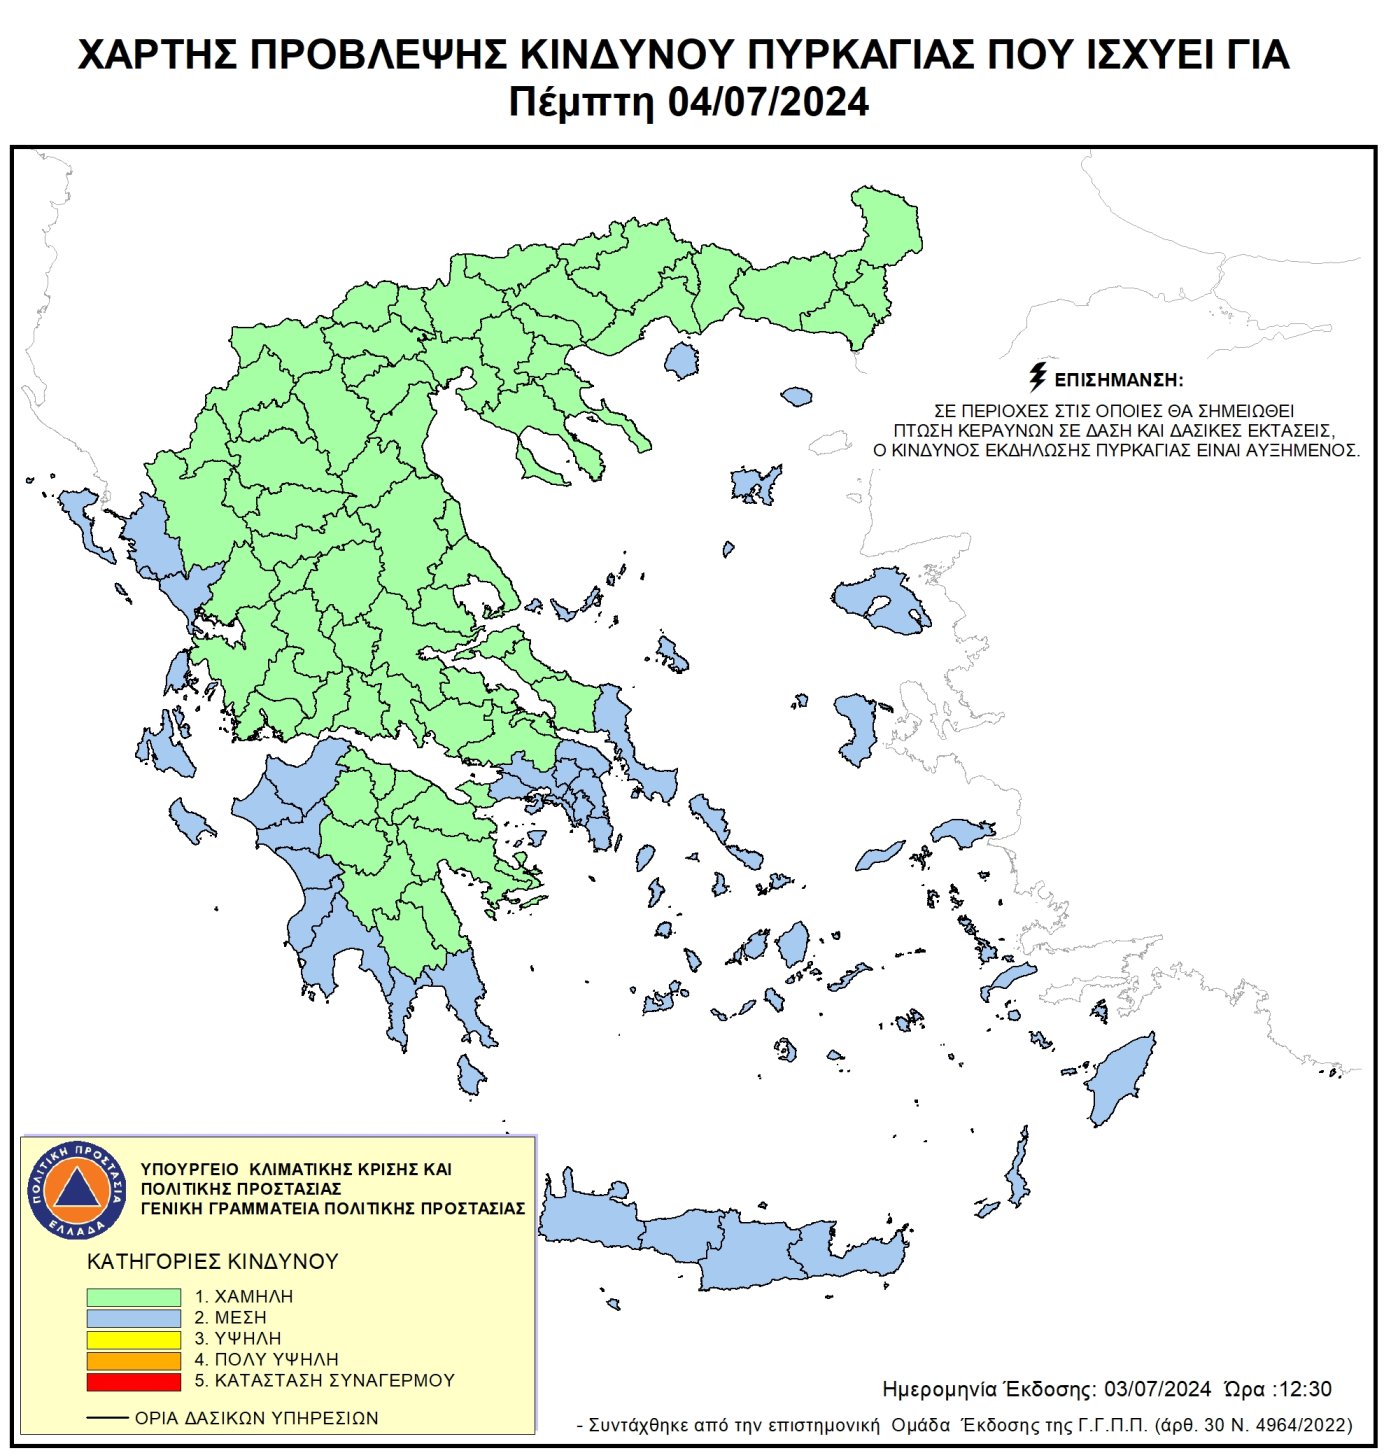 ΧΑΡΤΗΣ ΠΡΟΒΛΕΨΗΣ ΚΙΝΔΥΝΟΥ ΠΥΡΚΑΓΙΑΣ ΠΟΥ ΙΣΧΥΕΙ ΓΙΑ
Πέμπτη 04/07/2024
ΕΠΙΣΗΜΑΝΣΗ:
ΣΕ ΠΕΡΙΟΧΕΣ ΣΤΙΣ ΟΠΟΙΕΣ ΘΑ ΣΗΜΕΙΩΘΕΙ
ΠΤΩΣΗ ΚΕΡΑΥΝΩΝ ΣΕ ΔΑΣΗ ΚΑΙ ΔΑΣΙΚΕΣ ΕΚΤΑΣΕΙΣ,
Ο ΚΙΝΔΥΝΟΣ ΕΚΔΗΛΩΣΗΣ ΠΥΡΚΑΓΙΑΣ ΕΙΝΑΙ ΑΥΞΗΜΕΝΟΣ.
ΠΟΛΙΤΙΚΗ ΠΡΟΣΤΑΣΙΑ
ΕΛΛΑΔΑ
ΥΠΟΥΡΓΕΙΟ ΚΛΙΜΑΤΙΚΗΣ ΚΡΙΣΗΣ ΚΑΙ
ΠΟΛΙΤΙΚΗΣ ΠΡΟΣΤΑΣΙΑΣ
ΓΕΝΙΚΗ ΓΡΑΜΜΑΤΕΙΑ ΠΟΛΙΤΙΚΗΣ ΠΡΟΣΤΑΣΙΑΣ
ΚΑΤΗΓΟΡΙΕΣ ΚΙΝΔΥΝΟΥ
1. ΧΑΜΗΛΗ
2. ΜΕΣΗ
3. ΥΨΗΛΗ
4. ΠΟΛΥ ΥΨΗΛΗ
5. ΚΑΤΑΣΤΑΣΗ ΣΥΝΑΓΕΡΜΟΥ
ΟΡΙΑ ΔΑΣΙΚΩΝ ΥΠΗΡΕΣΙΩΝ
Ημερομηνία Έκδοσης: 03/07/2024 Ώρα :12:30
- Συντάχθηκε από την επιστημονική Ομάδα Έκδοσης της Γ.Γ.Π.Π. (άρθ. 30 Ν. 4964/2022)